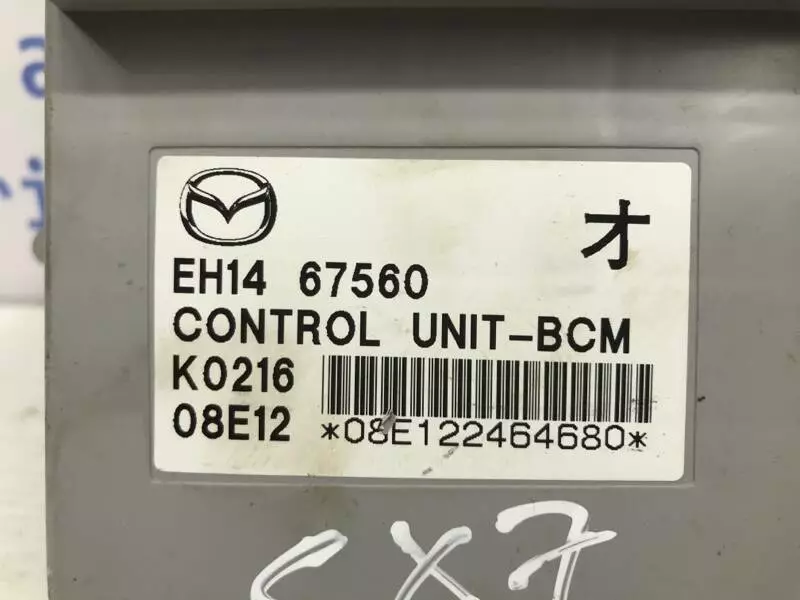 オ
EH14 67560
CONTROL UNIT-BCM
K0216
08E12 *08E122464680*
CX7